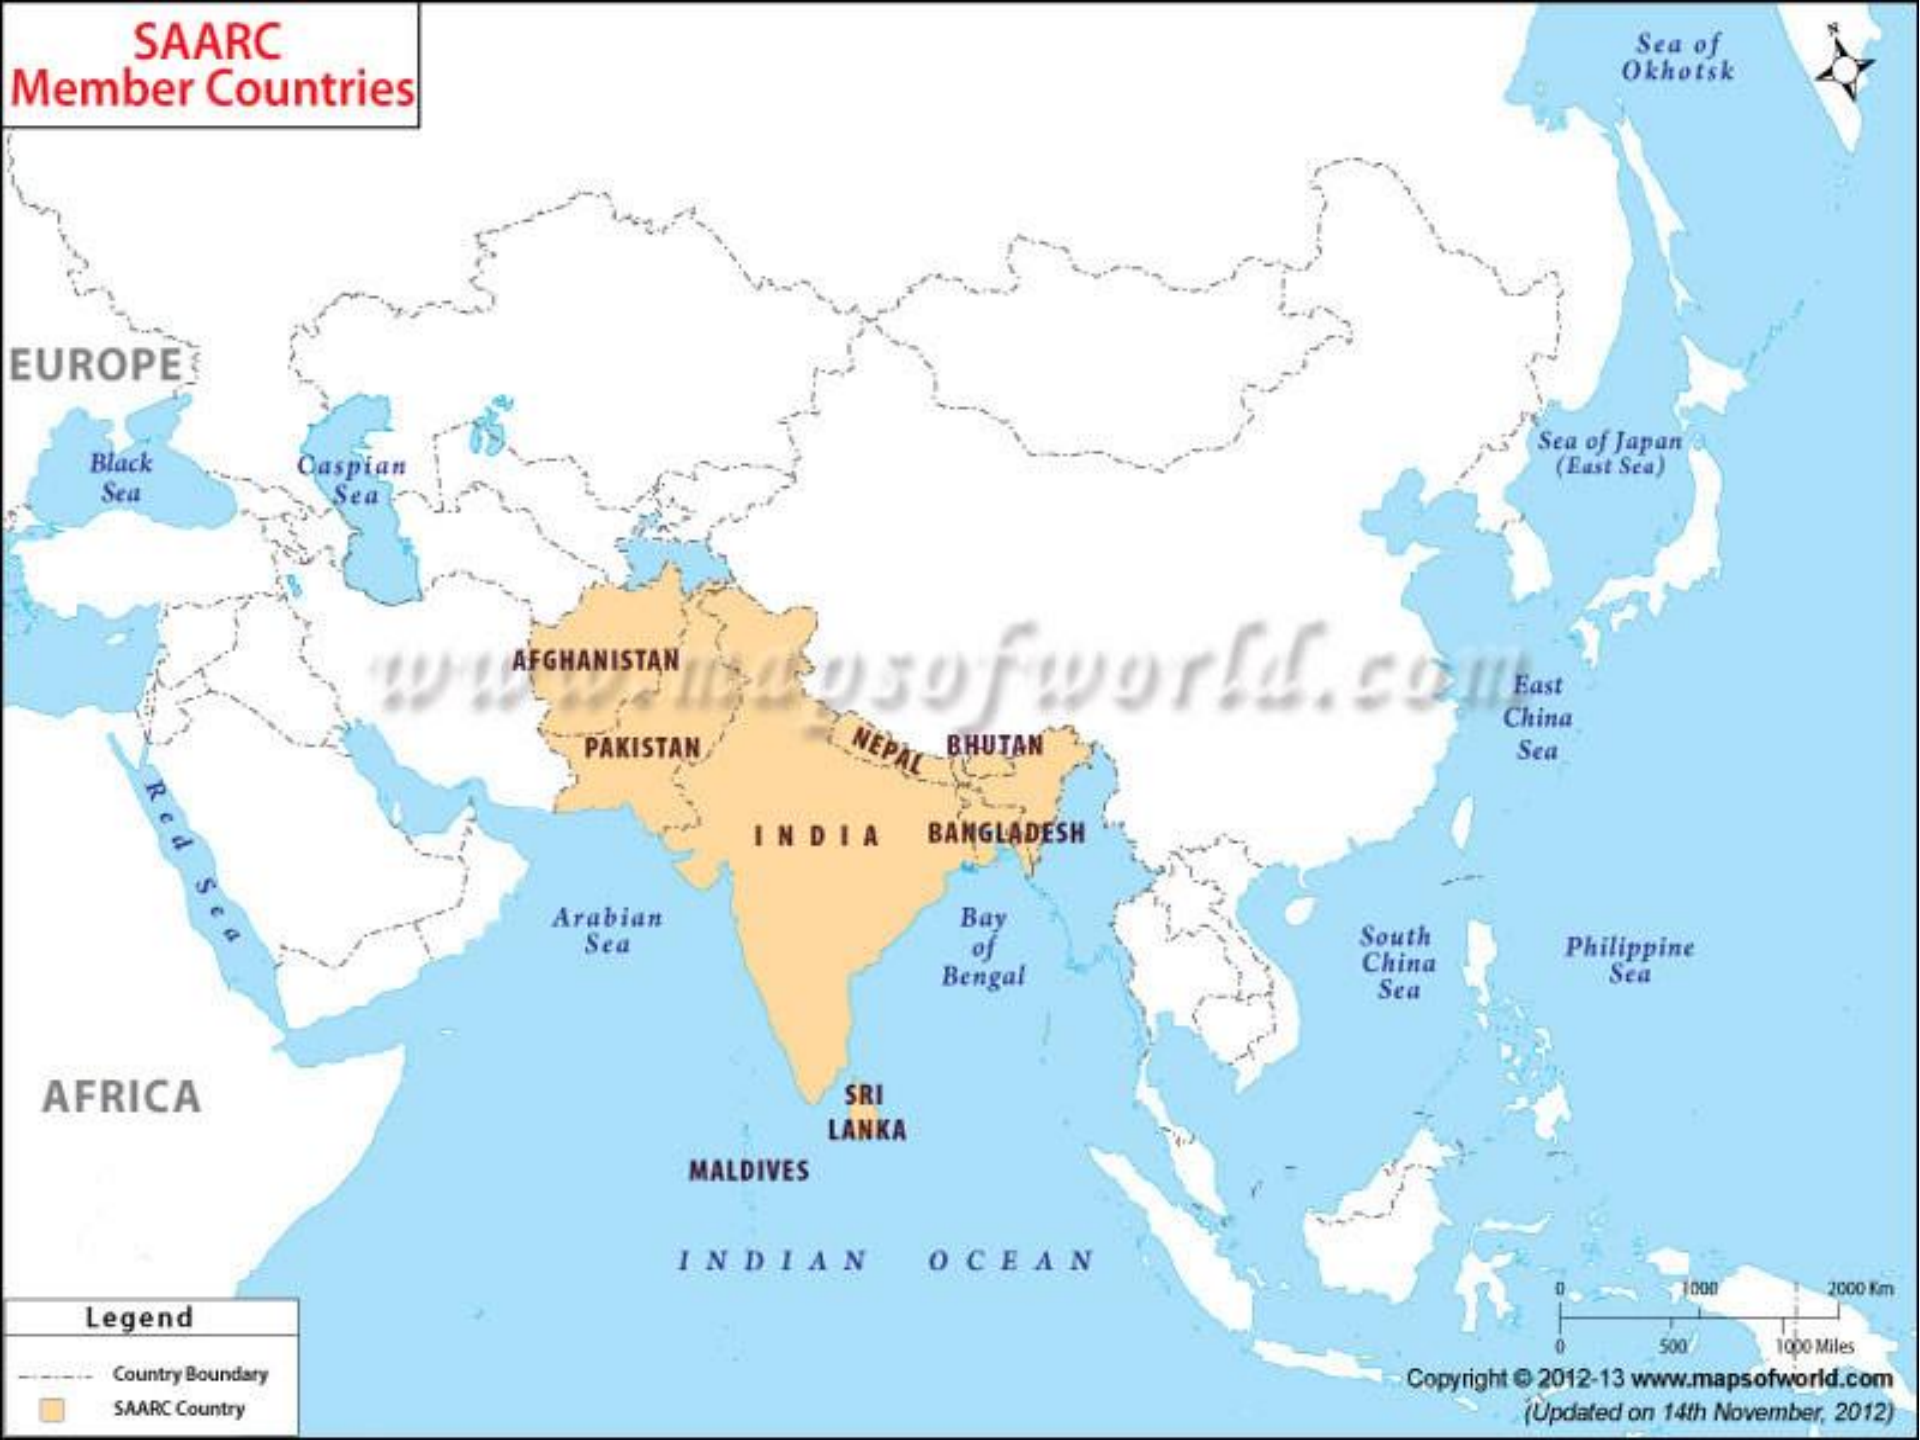 SAARC
Member Countries
N
Sea of
Okhotsk
EUROPE
Black
Sea
Caspian
Sea
Sea of Japan
(East Sea)
www.mapsofworld.com
AFGHANISTAN
PAKISTAN
NEPAL
BHUTAN
INDIA
BANGLADESH
East
China
Sea
Red Sea
Arabian
Sea
Bay
of
Bengal
South
China
Sea
Philippine
Sea
AFRICA
SRI
LANKA
MALDIVES
INDIAN OCEAN
0 1000 2000 Km
0 500 1000 Miles
Legend
Country Boundary
SAARC Country
Copyright © 2012-13 www.mapsofworld.com
(Updated on 14th November, 2012)